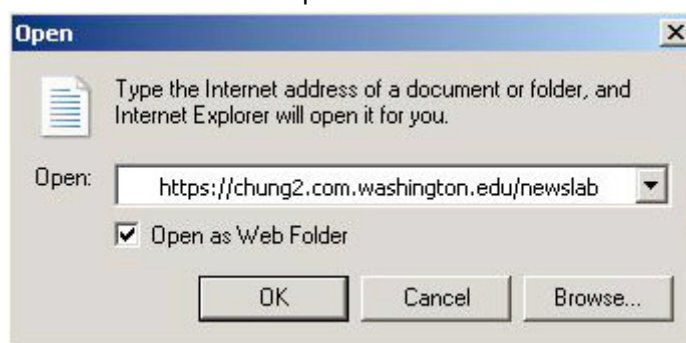 Open
Type the Internet address of a document or folder, and
Internet Explorer will open it for you.
Open:
https://chung2.com.washington.edu/newslab
Open as Web Folder
OK
Cancel
Browse...